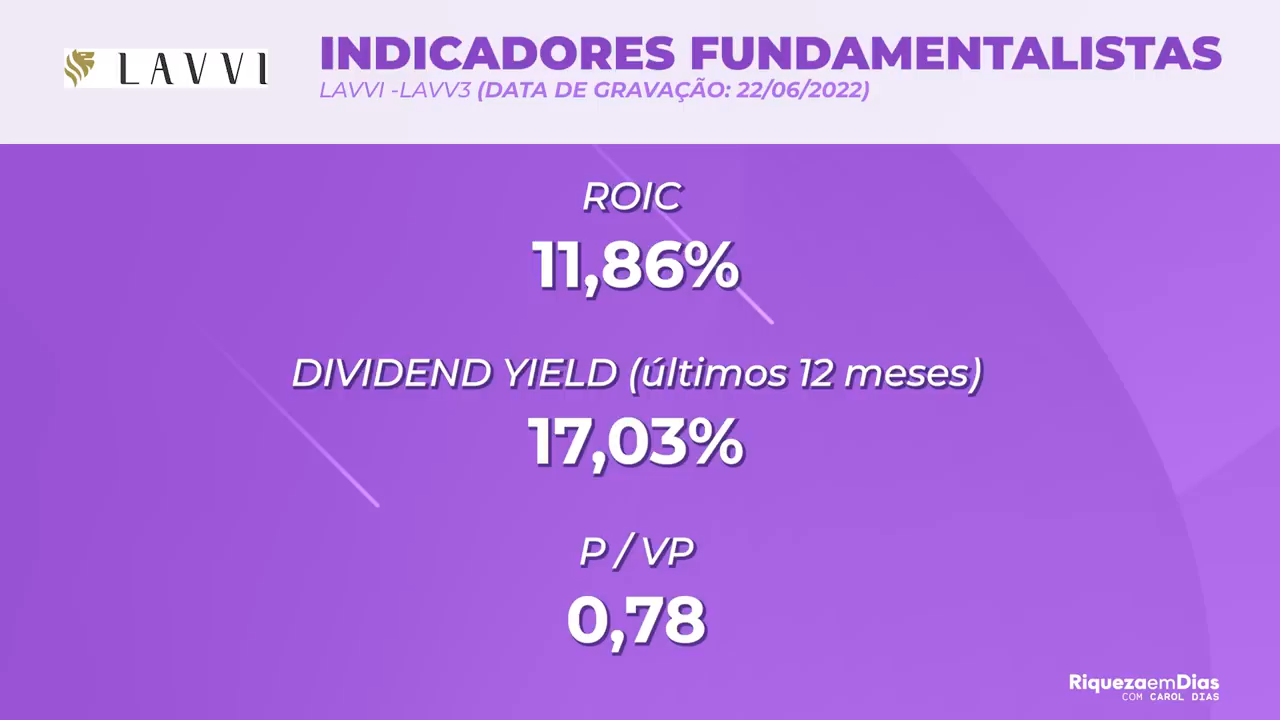 LAVVI
INDICADORES FUNDAMENTALISTAS
LAVVI -LAVV3 (DATA DE GRAVAÇÃO: 22/06/2022)
ROIC
11,86%
DIVIDEND YIELD (últimos 12 meses)
17,03%
P / VP
0,78
RiquezaemDias
COM CAROL DIAS